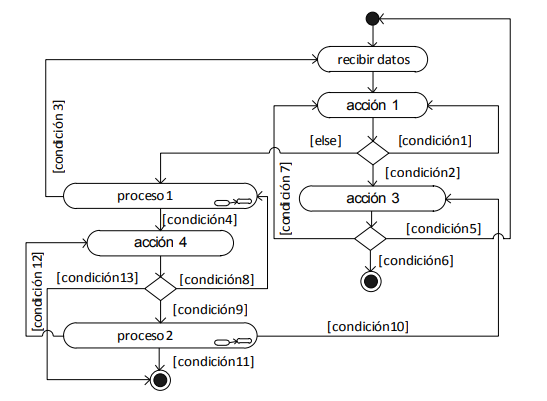 recibir datos
acción 1
[else]
[condición1]
[condición 3]
[condición2]
[condición 7]
proceso 1
acción 3
[condición4]
[condición5]
acción 4
[condición6]
[condición 12]
[condición13]
[condición8]
[condición9]
proceso 2
[condición10]
[condición11]